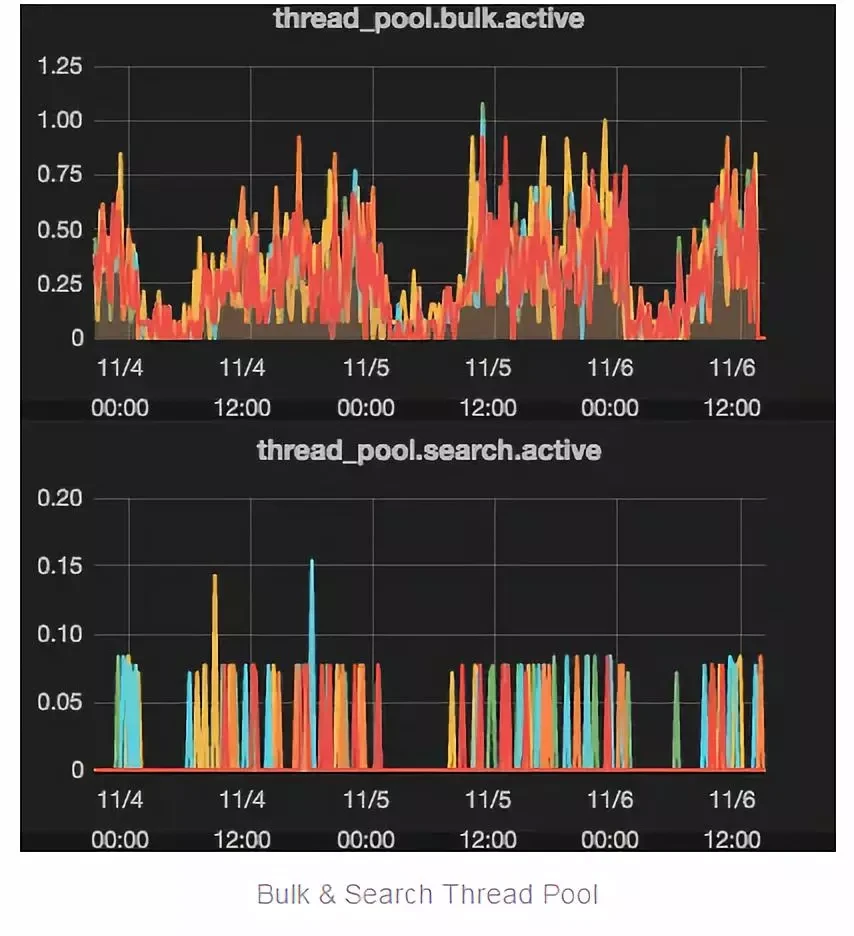 thread_pool.bulk.active
1.25
1.00
0.75
0.50
0.25
0
11/4 11/4 11/5 11/5 11/6 11/6
00:00 12:00 00:00 12:00 00:00 12:00
thread_pool.search.active
0.20
0.15
0.10
0.05
0
11/4 11/4 11/5 11/5 11/6 11/6
00:00 12:00 00:00 12:00 00:00 12:00
Bulk & Search Thread Pool